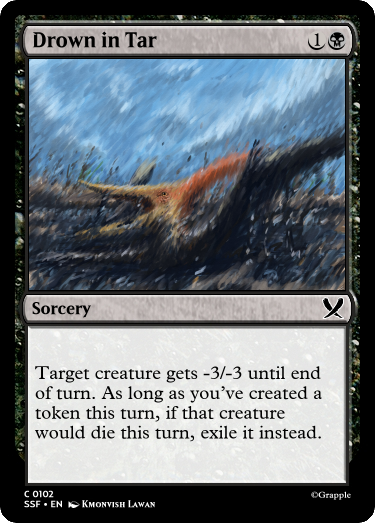 Drown in Tar 1
Sorcery
Target creature gets -3/-3 until end
of turn. As long as you've created a
token this turn, if that creature
would die this turn, exile it instead.
C 0102
SSF • EN Kmonvish Lawan
©Grapple